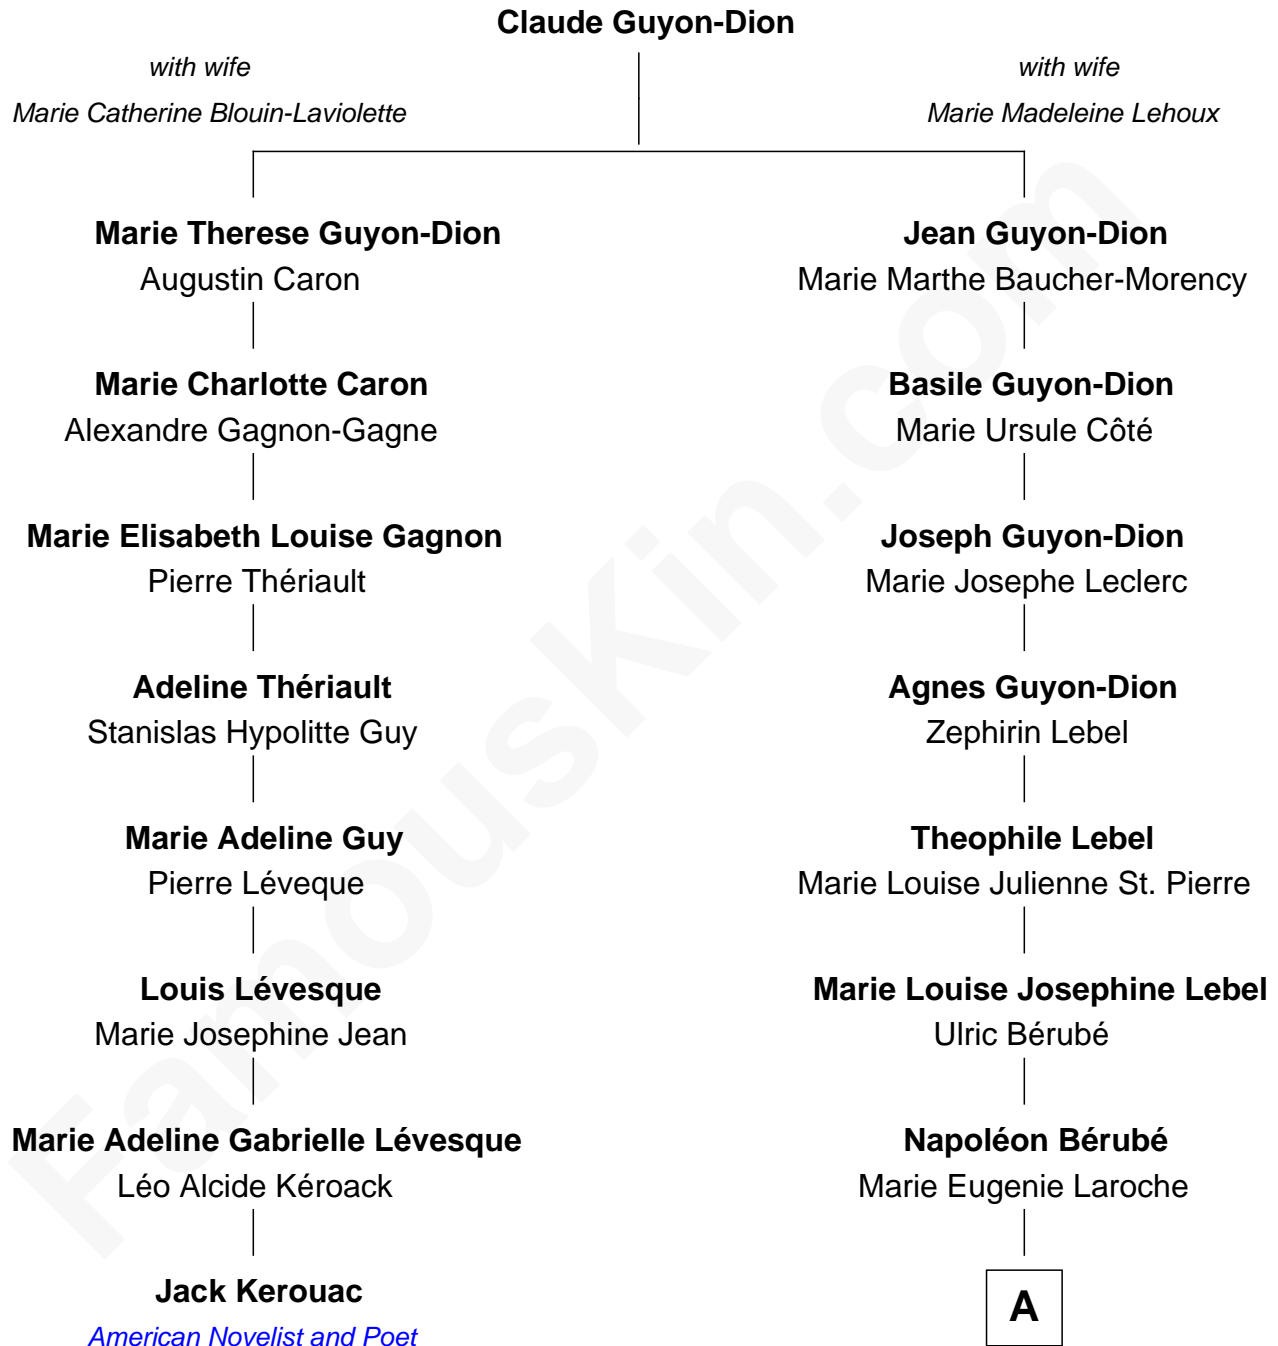 Claude Guyon-Dion
with wife
Marie Catherine Blouin-Laviolette
with wife
Marie Madeleine Lehoux
Marie Therese Guyon-Dion
Augustin Caron
Jean Guyon-Dion
Marie Marthe Baucher-Morency
Marie Charlotte Caron
Alexandre Gagnon-Gagne
Basile Guyon-Dion
Marie Ursule Côté
Marie Elisabeth Louise Gagnon
Pierre Thériault
Joseph Guyon-Dion
Marie Josephe Leclerc
Adeline Thériault
Stanislas Hypolitte Guy
Agnes Guyon-Dion
Zephirin Lebel
Marie Adeline Guy
Pierre Léveque
Theophile Lebel
Marie Louise Julienne St. Pierre
Louis Lévesque
Marie Josephine Jean
Marie Louise Josephine Lebel
Ulric Bérubé
Marie Adeline Gabrielle Lévesque
Léo Alcide Kéroack
Napoléon Bérubé
Marie Eugenie Laroche
Jack Kerouac
American Novelist and Poet
A
FamousKin.com